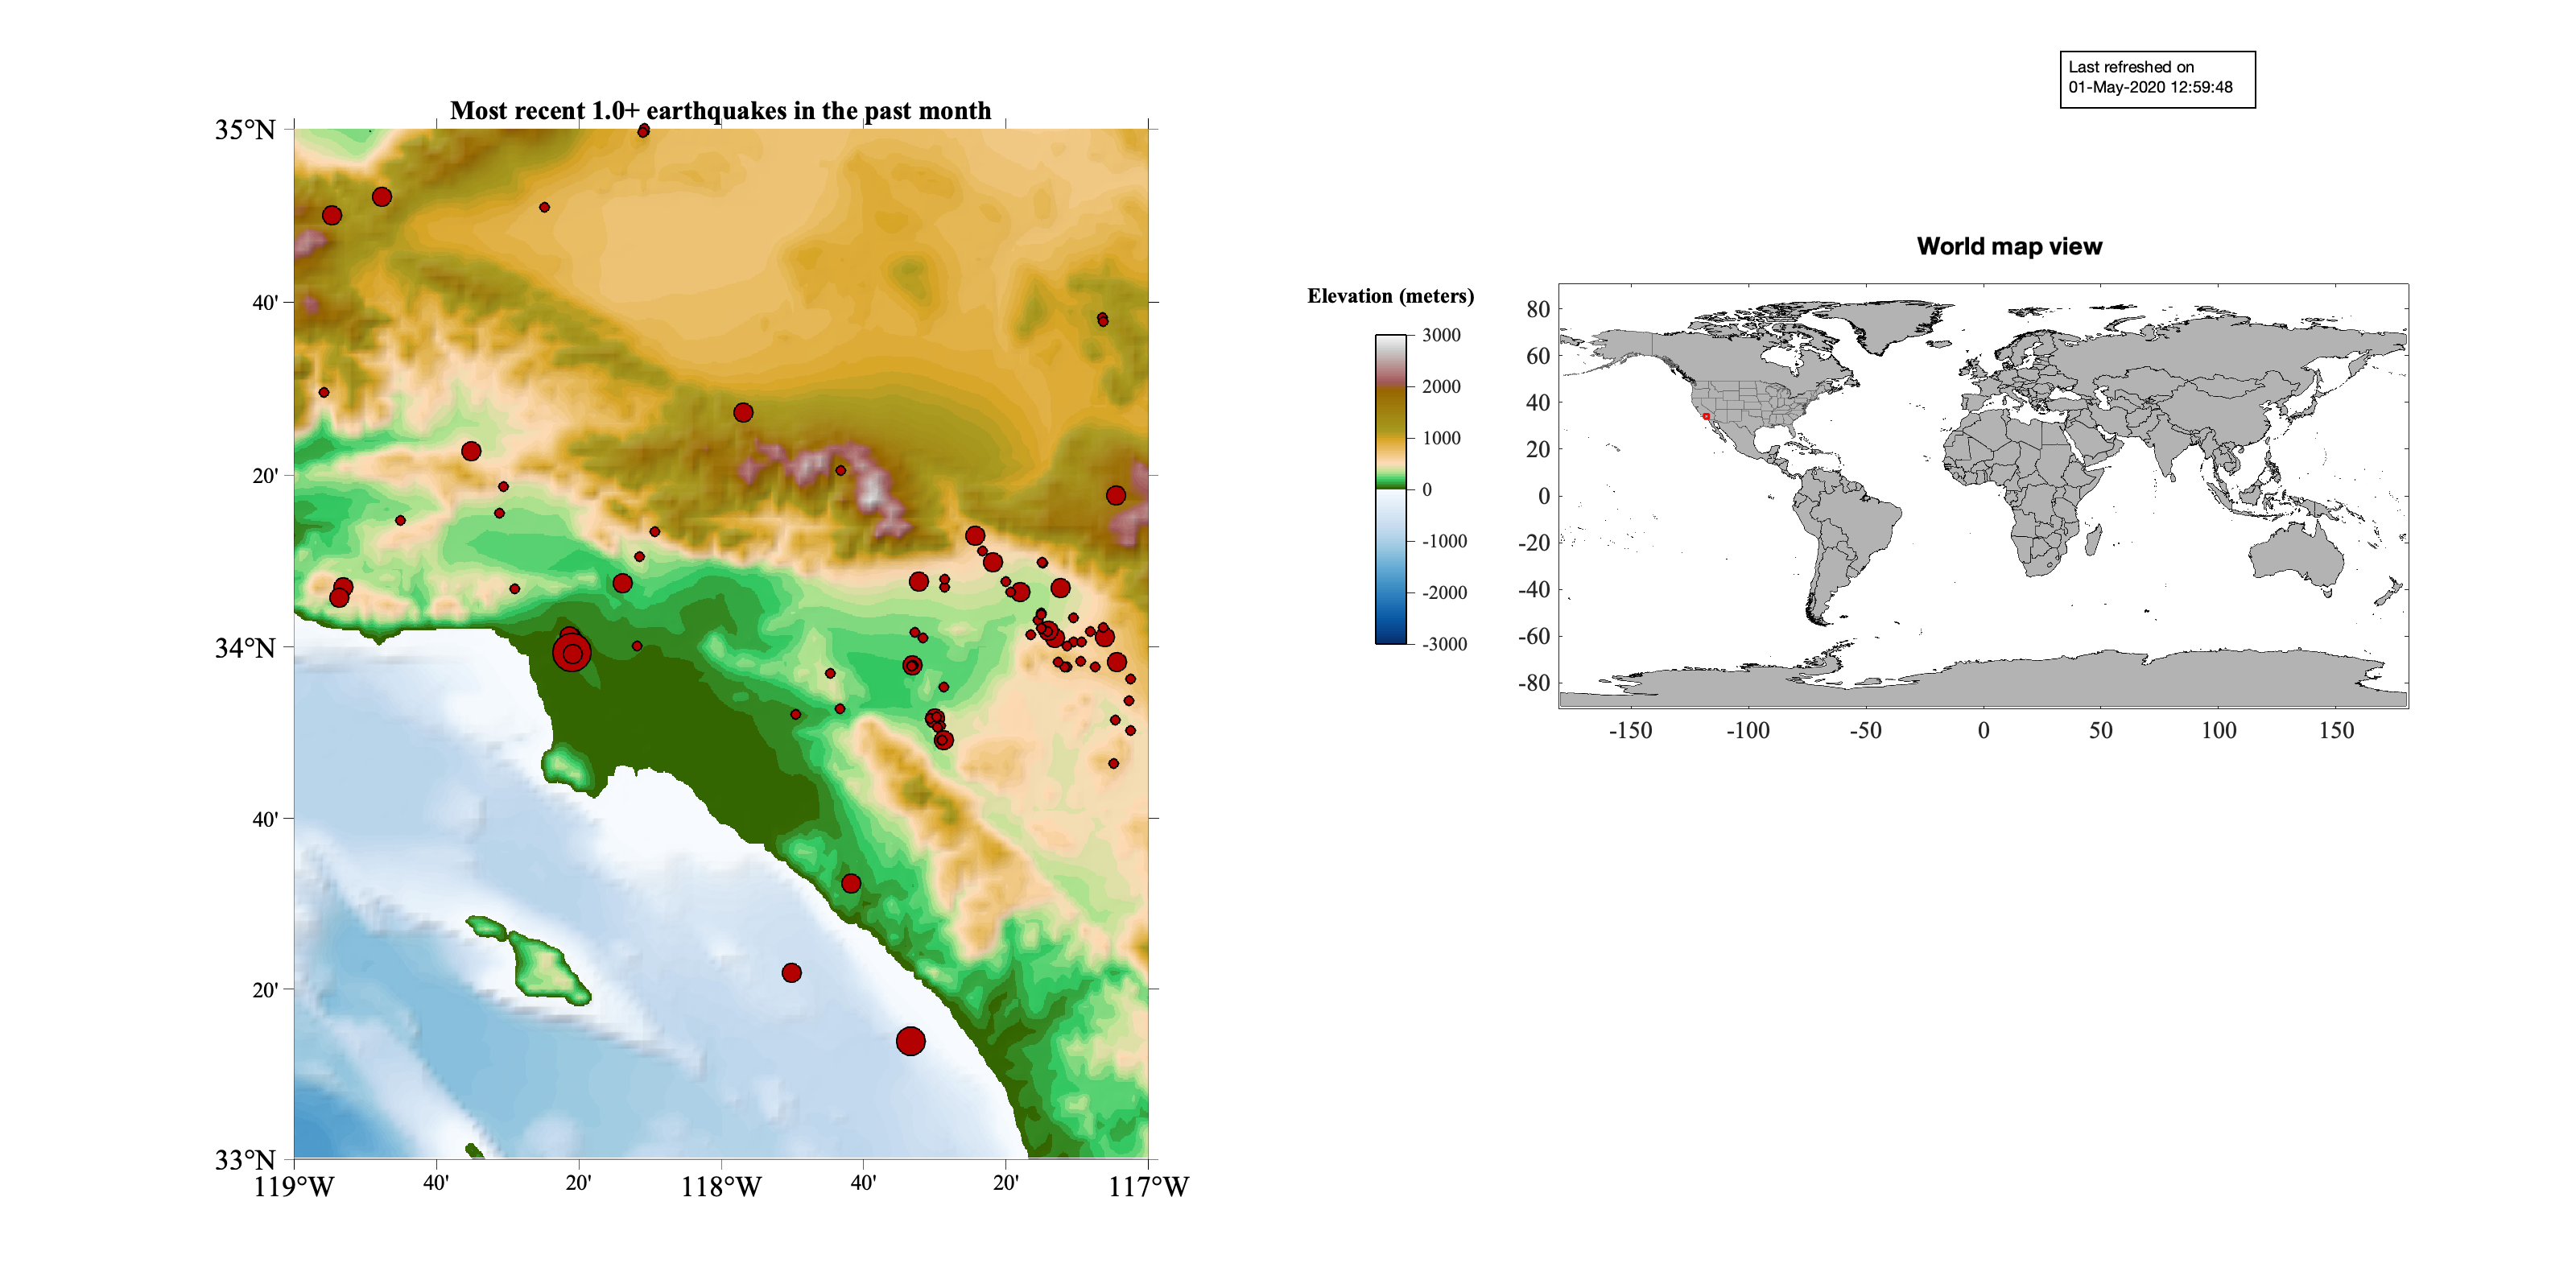 Last refreshed on
01-May-2020 12:59:48
Most recent 1.0+ earthquakes in the past month
35°N
40'
20'
34°N
40'
20'
33°N
119°W
40'
20'
118°W
40'
20'
117°W
Elevation (meters)
3000
2000
1000
0
-1000
-2000
-3000
World map view
80
60
40
20
0
-20
-40
-60
-80
-150
-100
-50
0
50
100
150